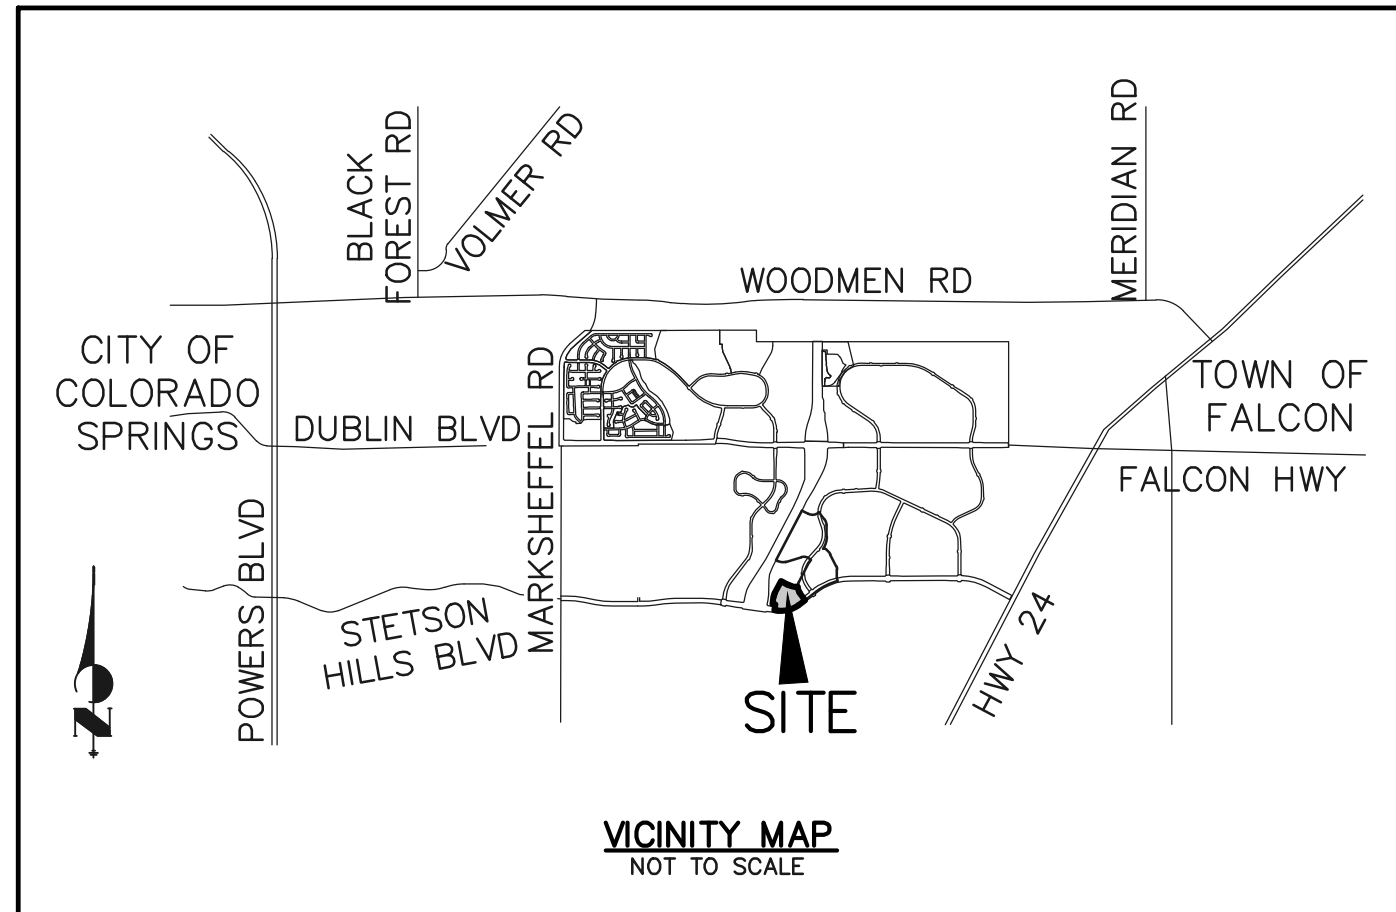 BLACK
FOREST RD
VOLMER RD
MERIDIAN RD
WOODMEN RD
CITY OF
COLORADO
SPRINGS
DUBLIN BLVD
MARKSHEFFEL RD
TOWN OF
FALCON
FALCON HWY
POWERS BLVD
STETSON
HILLS BLVD
HWY 24
N
SITE
VICINITY MAP
NOT TO SCALE